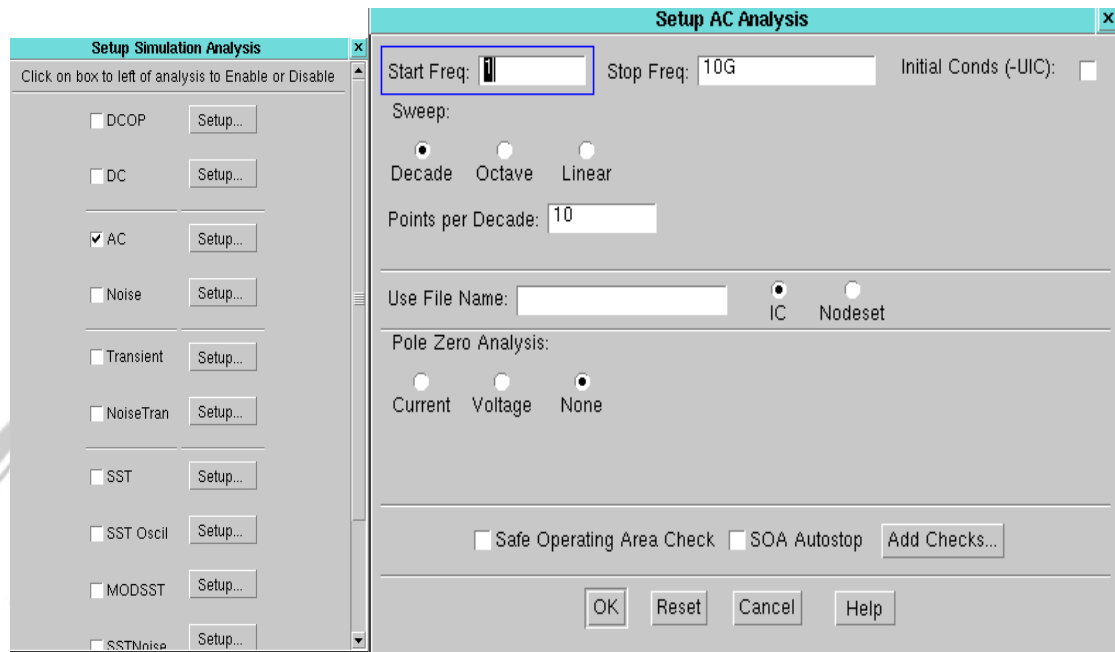 Setup Simulation Analysis x
Click on box to left of analysis to Enable or Disable
DCOP Setup...
DC Setup...
AC Setup...
Noise Setup...
Transient Setup...
NoiseTran Setup...
SST Setup...
SST Oscil Setup...
MODSST Setup...
SSTNoise Setup...
Setup AC Analysis x
Start Freq: 1 Stop Freq: 10G Initial Conds (-UIC):
Sweep:
Decade Octave Linear
Points per Decade: 10
Use File Name: IC Nodeset
Pole Zero Analysis:
Current Voltage None
Safe Operating Area Check SOA Autostop Add Checks...
OK Reset Cancel Help